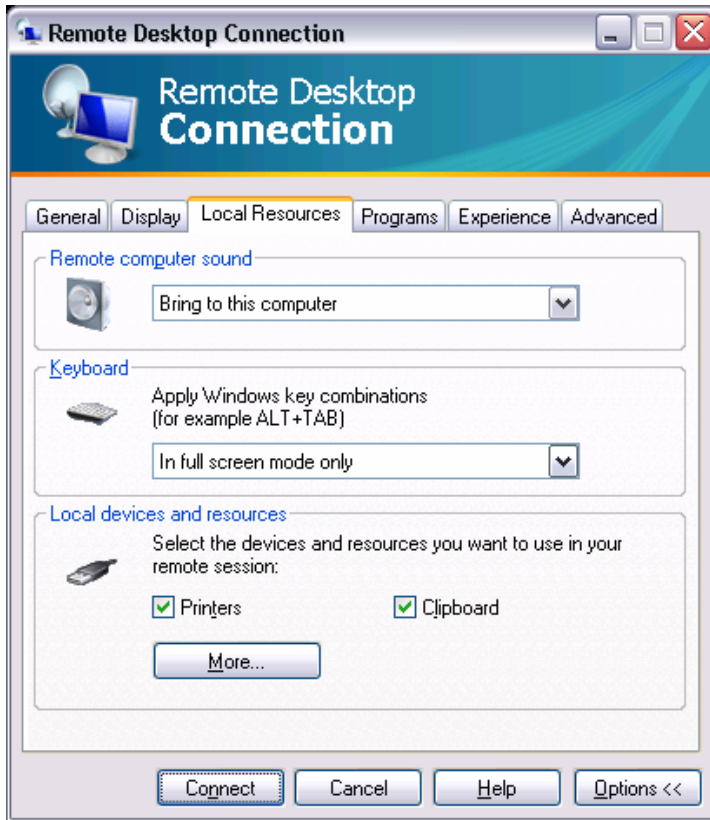 Remote Desktop Connection
Remote Desktop
Connection
General Display Local Resources Programs Experience Advanced
Remote computer sound
Bring to this computer
Keyboard
Apply Windows key combinations
(for example ALT+TAB)
In full screen mode only
Local devices and resources
Select the devices and resources you want to use in your
remote session:
Printers Clipboard
More...
Connect Cancel Help Options <<